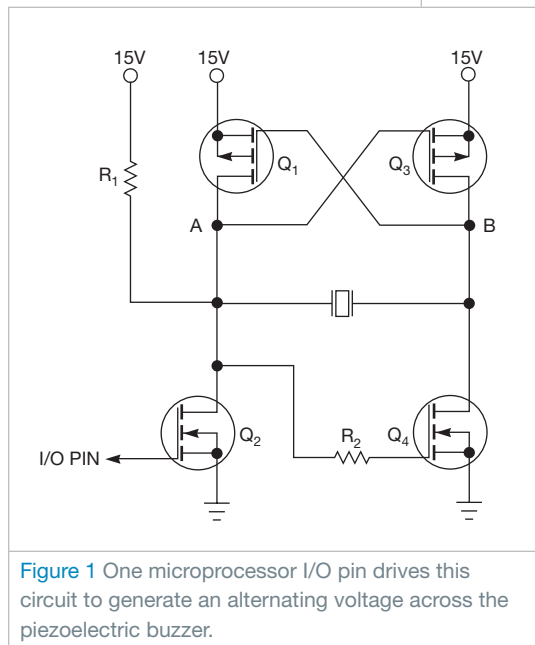 15V 15V 15V
R1 Q1 Q3
A B
Q2 R2 Q4
I/O PIN
Figure 1 One microprocessor I/O pin drives this
circuit to generate an alternating voltage across the
piezoelectric buzzer.